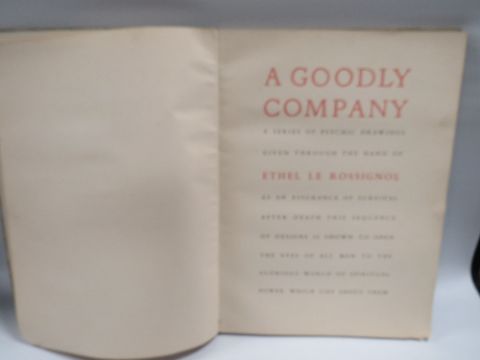 A GOODLY
COMPANY
A SERIES OF PSYCHIC DRAWINGS
GIVEN THROUGH THE HAND OF
ETHEL LE ROSSIGNOL
AS AN ASSURANCE OF SURVIVAL
AFTER DEATH THIS SEQUENCE
OF DESIGNS IS SHOWN TO OPEN
THE EYES OF ALL MEN TO THE
GLORIOUS WORLD OF SPIRITUAL
POWER WHICH LIES ABOUT THEM